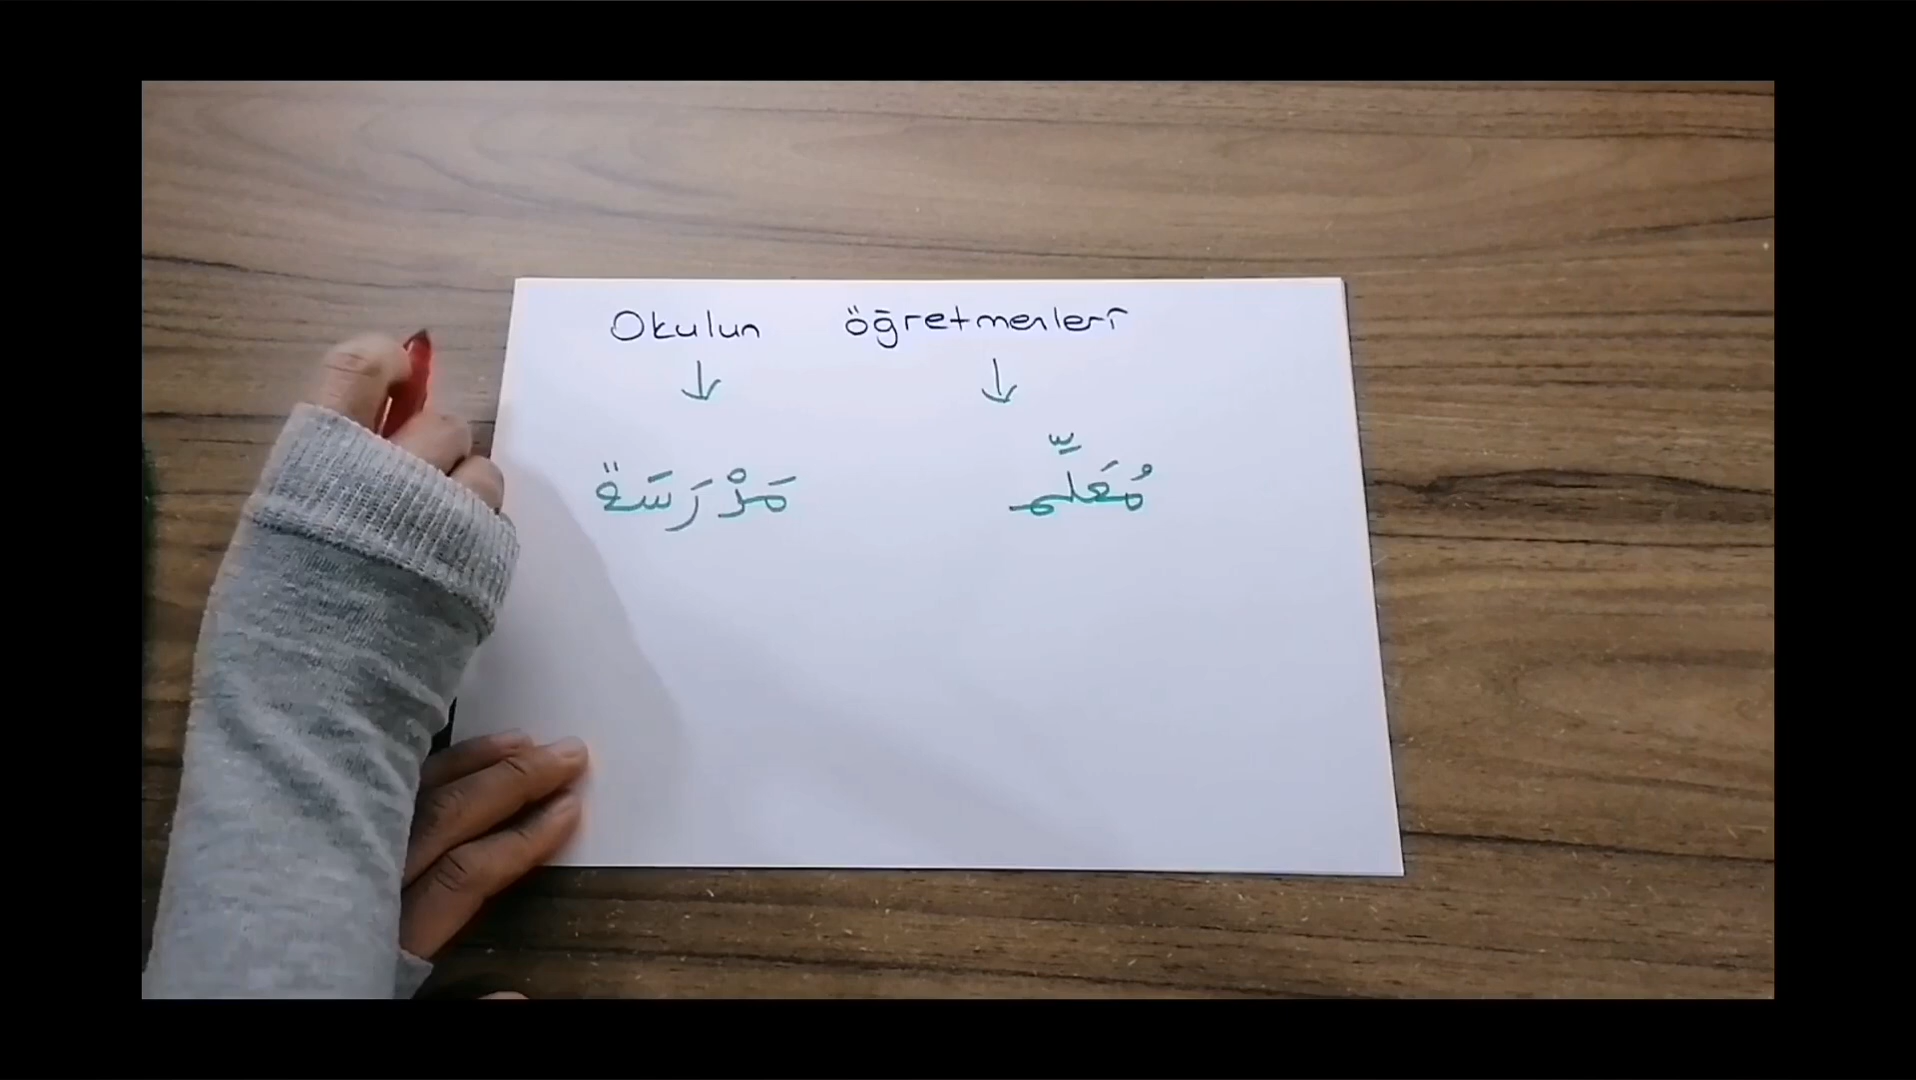 Okulun öğretmenleri
↓ ↓
مَدْرَسَة مُعَلِّم